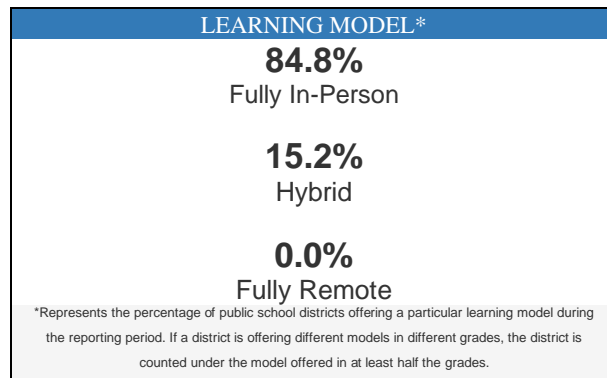 LEARNING MODEL*
84.8%
Fully In-Person
15.2%
Hybrid
0.0%
Fully Remote
*Represents the percentage of public school districts offering a particular learning model during
the reporting period. If a district is offering different models in different grades, the district is
counted under the model offered in at least half the grades.